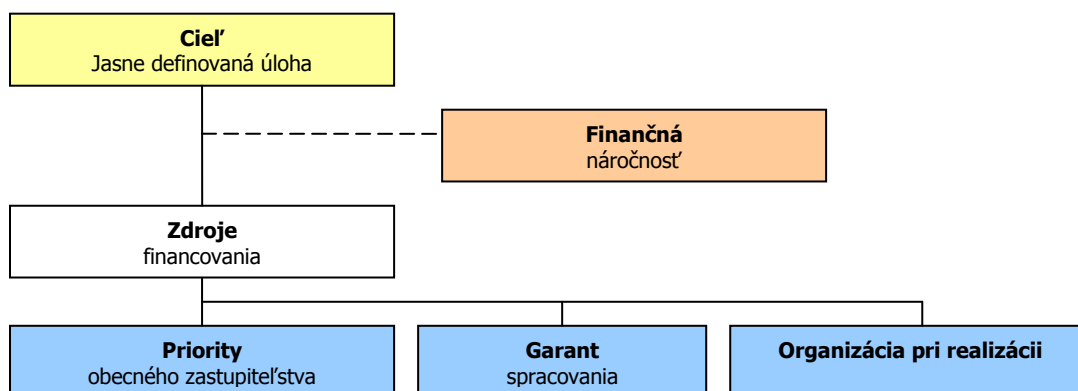 Cieľ
Jasne definovaná úloha
Finančná
náročnosť
Zdroje
financovania
Priority
obecného zastupiteľstva
Garant
spracovania
Organizácia pri realizácii